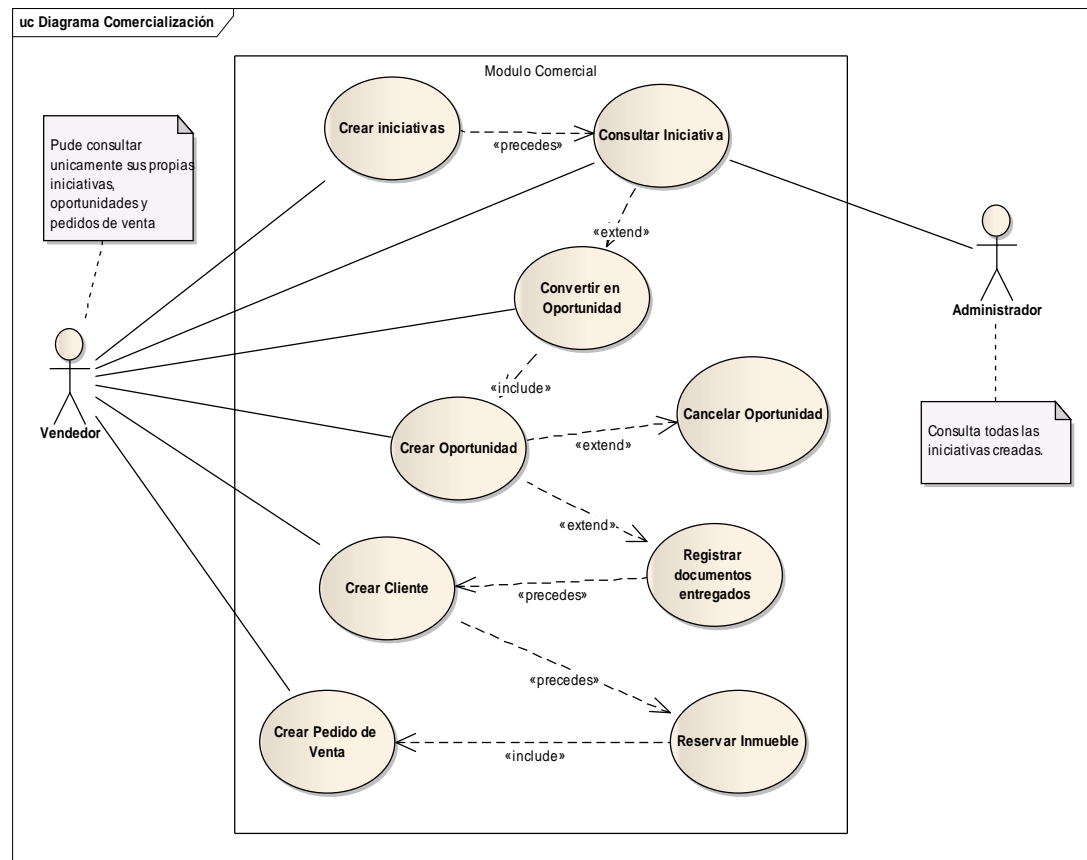 uc Diagrama Comercialización
Modulo Comercial
Crear iniciativas
«precedes»
Consultar Iniciativa
Pude consultar
unicamente sus propias
iniciativas,
oportunidades y
pedidos de venta
«extend»
Convertir en
Oportunidad
Administrador
Vendedor
«include»
Crear Oportunidad
«extend»
Cancelar Oportunidad
Consulta todas las
iniciativas creadas.
«extend»
Registrar
documentos
entregados
Crear Cliente
«precedes»
«precedes»
Crear Pedido de
Venta
«include»
Reservar Inmueble